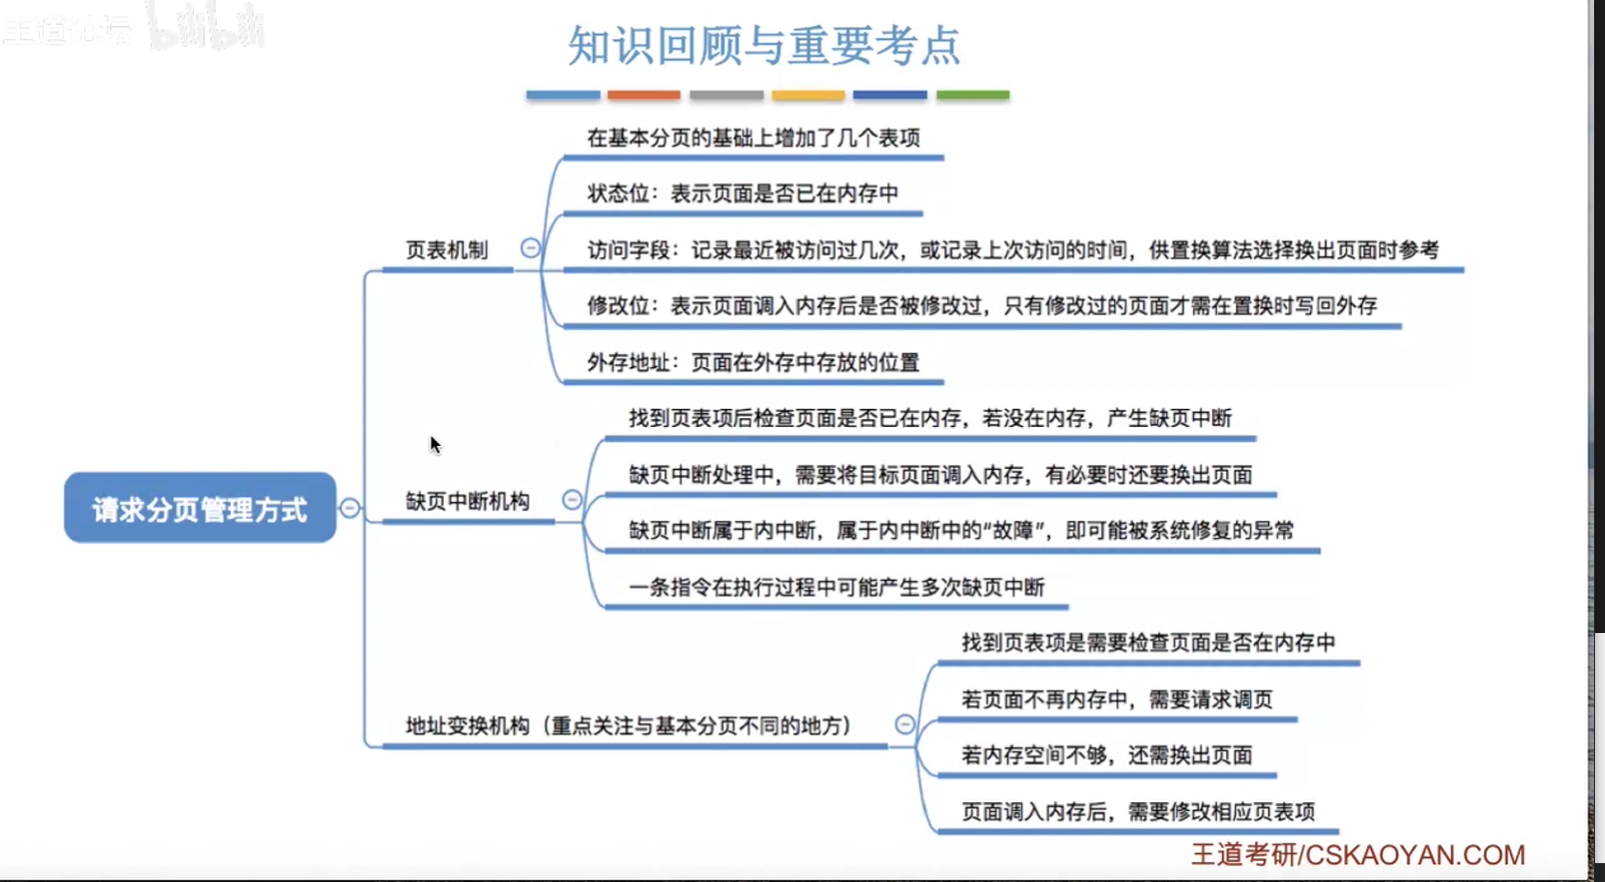 王道论坛 bilibili
知识回顾与重要考点
在基本分页的基础上增加了几个表项
状态位：表示页面是否已在内存中
页表机制
访问字段：记录最近被访问过几次，或记录上次访问的时间，供置换算法选择换出页面时参考
修改位：表示页面调入内存后是否被修改过，只有修改过的页面才需在置换时写回外存
外存地址：页面在外存中存放的位置
请求分页管理方式
缺页中断机构
找到页表项后检查页面是否已在内存，若没在内存，产生缺页中断
缺页中断处理中，需要将目标页面调入内存，有必要时还要换出页面
缺页中断属于内中断，属于内中断中的“故障”，即可能被系统修复的异常
一条指令在执行过程中可能产生多次缺页中断
地址变换机构（重点关注与基本分页不同的地方）
找到页表项是需要检查页面是否在内存中
若页面不再内存中，需要请求调页
若内存空间不够，还需换出页面
页面调入内存后，需要修改相应页表项
王道考研/CSKAOYAN.COM